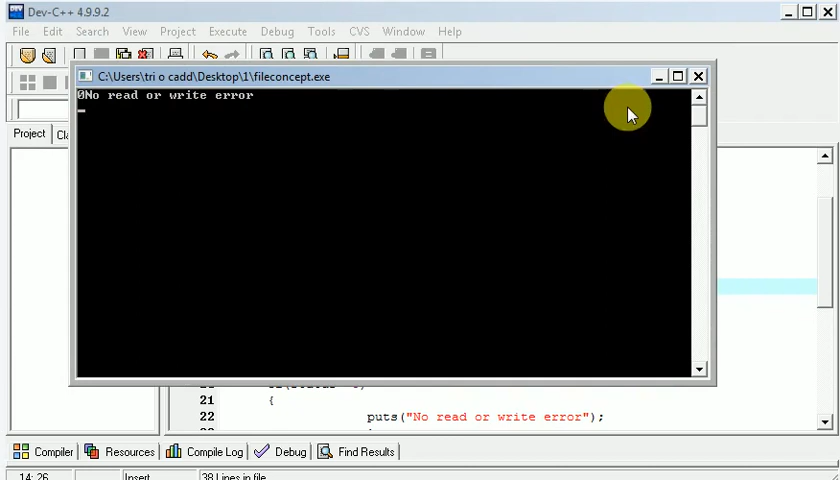 Dev-C++ 4.9.9.2
File Edit Search View Project Execute Debug Tools CVS Window Help
C:\Users\tri o cadd\Desktop\1\fileconcept.exe
0No read or write error
Project Cla
21 {
22 puts("No read or write error");
Compiler Resources Compile Log Debug Find Results
14: 26 Insert 38 Lines in file